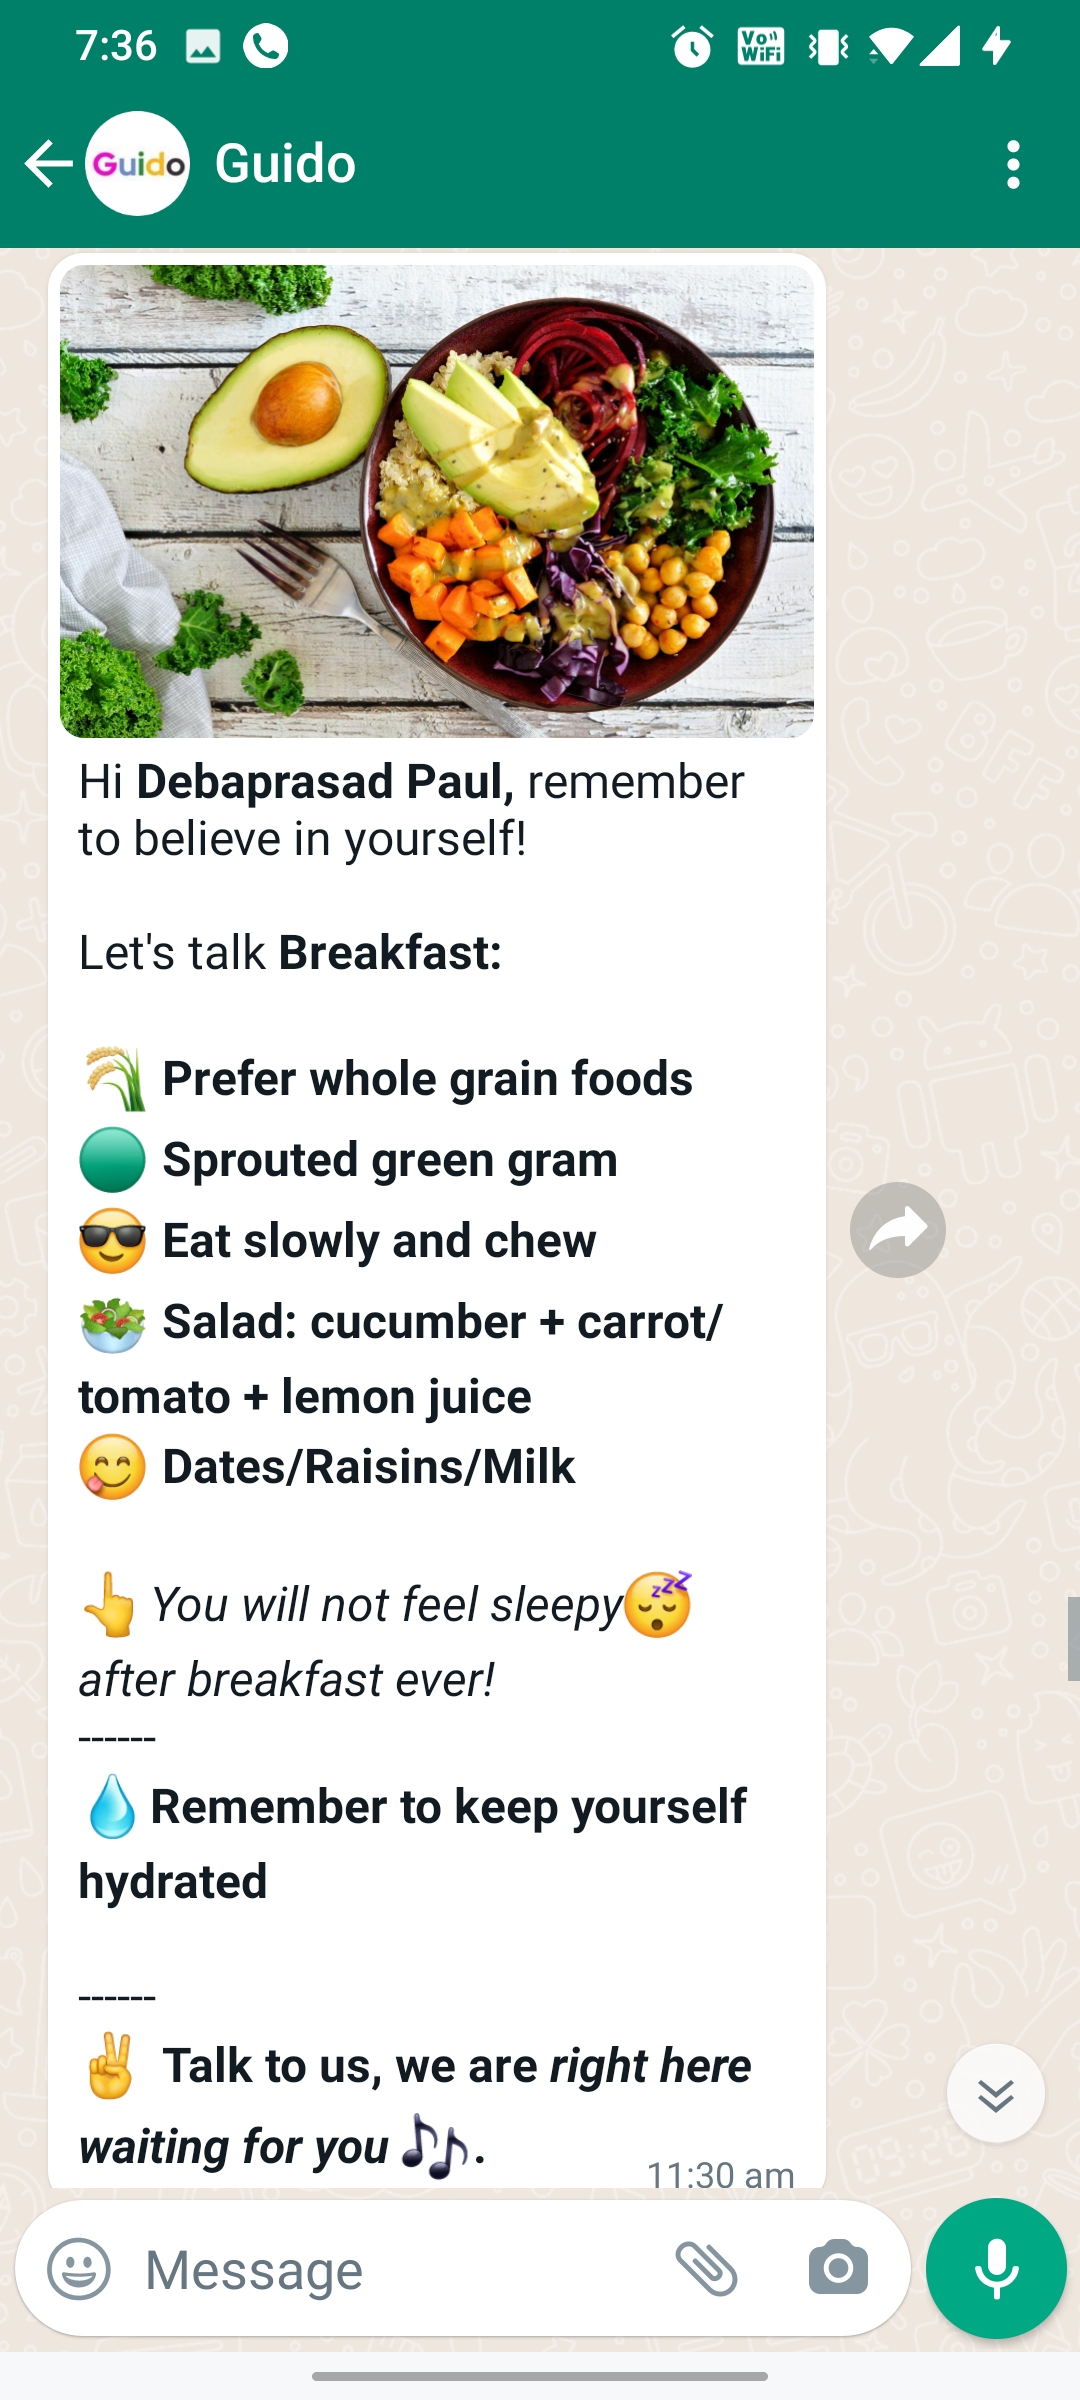 7:36
Vo))
WiFi
Guido
Guido
Hi Debaprasad Paul, remember
to believe in yourself!
Let's talk Breakfast:
🌾 Prefer whole grain foods
🟢 Sprouted green gram
😎 Eat slowly and chew
🥗 Salad: cucumber + carrot/
tomato + lemon juice
😋 Dates/Raisins/Milk
👆 You will not feel sleepy😴
after breakfast ever!
------
💧 Remember to keep yourself
hydrated
------
✌️ Talk to us, we are right here
waiting for you 🎶.
11:30 am
Message